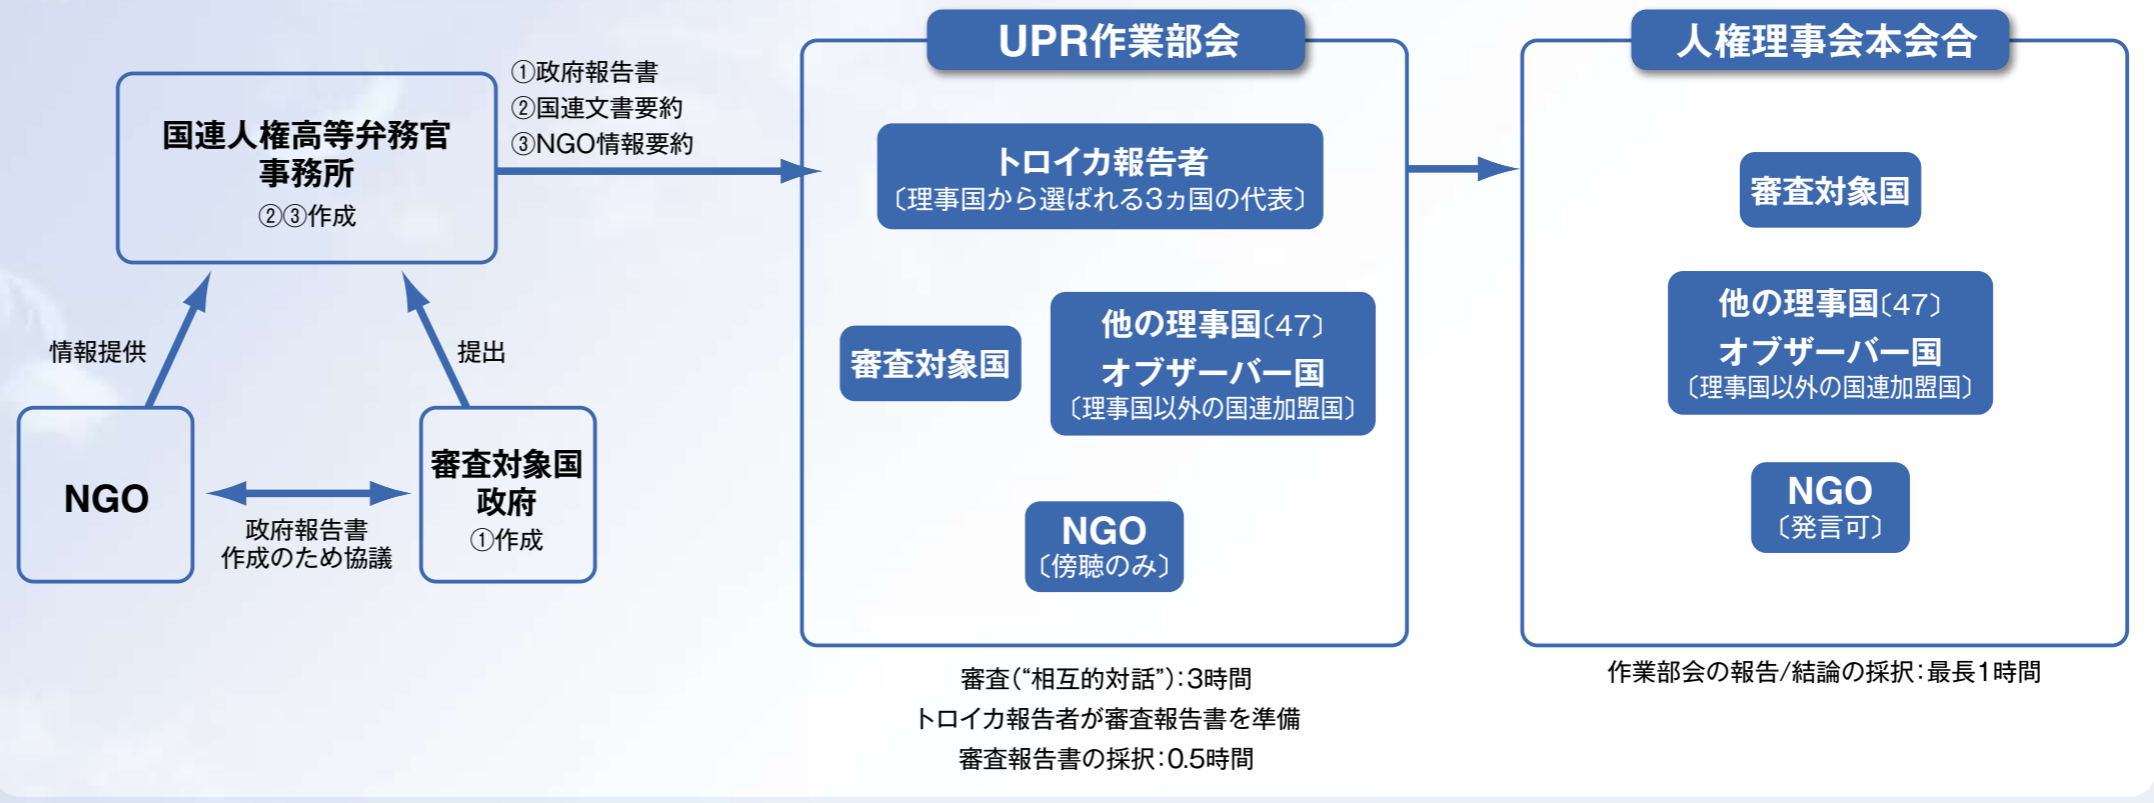 国連人権高等弁務官
事務所
②③作成
①政府報告書
②国連文書要約
③NGO情報要約
情報提供
提出
NGO
政府報告書
作成のため協議
審査対象国
政府
①作成
UPR作業部会
トロイカ報告者
〔理事国から選ばれる3ヵ国の代表〕
審査対象国
他の理事国〔47〕
オブザーバー国
〔理事国以外の国連加盟国〕
NGO
〔傍聴のみ〕
審査(“相互的対話”):3時間
トロイカ報告者が審査報告書を準備
審査報告書の採択:0.5時間
人権理事会本会合
審査対象国
他の理事国〔47〕
オブザーバー国
〔理事国以外の国連加盟国〕
NGO
〔発言可〕
作業部会の報告/結論の採択:最長1時間